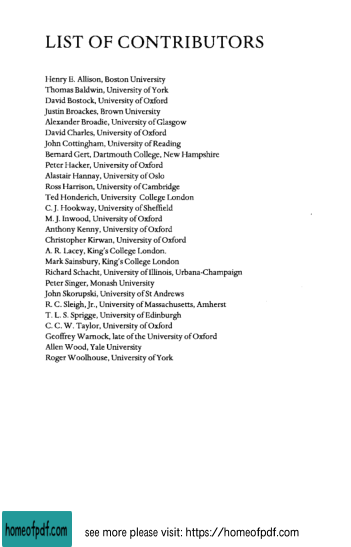 LIST OF CONTRIBUTORS
Henry E. Allison, Boston University
Thomas Baldwin, University of York
David Bostock, University of Oxford
Justin Broackes, Brown University
Alexander Broadie, University of Glasgow
David Charles, University of Oxford
John Cottingham, University of Reading
Bernard Gert, Dartmouth College, New Hampshire
Peter Hacker, University of Oxford
Alastair Hannay, University of Oslo
Ross Harrison, University of Cambridge
Ted Honderich, University College London
C. J. Hookway, University of Sheffield
M. J. Inwood, University of Oxford
Anthony Kenny, University of Oxford
Christopher Kirwan, University of Oxford
A. R. Lacey, King's College London.
Mark Sainsbury, King's College London
Richard Schacht, University of Illinois, Urbana-Champaign
Peter Singer, Monash University
John Skorupski, University of St Andrews
R. C. Sleigh, Jr., University of Massachusetts, Amherst
T. L. S. Sprigge, University of Edinburgh
C. C. W. Taylor, University of Oxford
Geoffrey Warnock, late of the University of Oxford
Allen Wood, Yale University
Roger Woolhouse, University of York
homeofpdf.com
see more please visit: https://homeofpdf.com